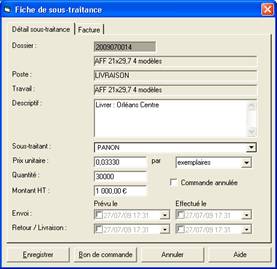 Fiche de sous-traitance
Détail sous-traitance Facture
Dossier : 2009070014
AFF 21x29,7 4 modèles
Poste : LIVRAISON
Travail : AFF 21x29,7 4 modèles
Descriptif : Livrer : Orléans Centre
Sous-traitant : PANON
Prix unitaire : 0,03330 par exemplaires
Quantité : 30000 Commande annulée
Montant HT : 1 000,00 €
Prévu le Effectué le
Envoi : 27/07/09 17:31 27/07/09 17:31
Retour / Livraison : 27/07/09 17:31 27/07/09 17:31
Enregistrer Bon de commande Annuler Aide